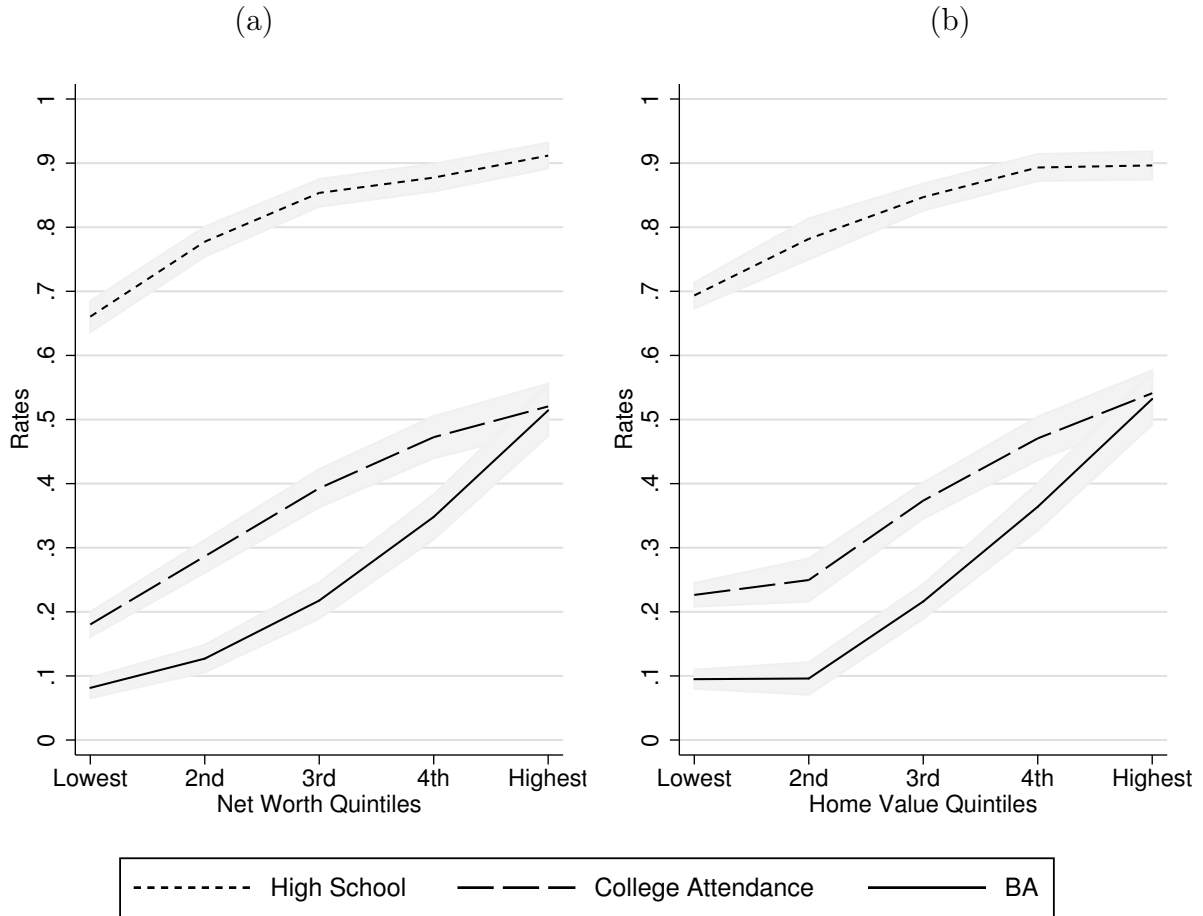 (a)
(b)
Rates
1
.9
.8
.7
.6
.5
.4
.3
.2
.1
0
Lowest 2nd 3rd 4th Highest
Net Worth Quintiles
Rates
1
.9
.8
.7
.6
.5
.4
.3
.2
.1
0
Lowest 2nd 3rd 4th Highest
Home Value Quintiles
High School College Attendance BA